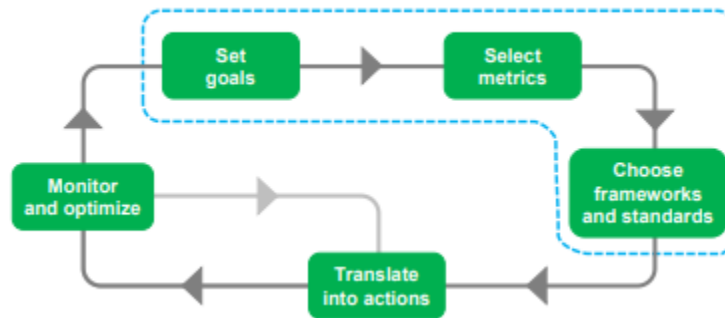 Set
goals
Select
metrics
Choose
frameworks
and standards
Translate
into actions
Monitor
and optimize